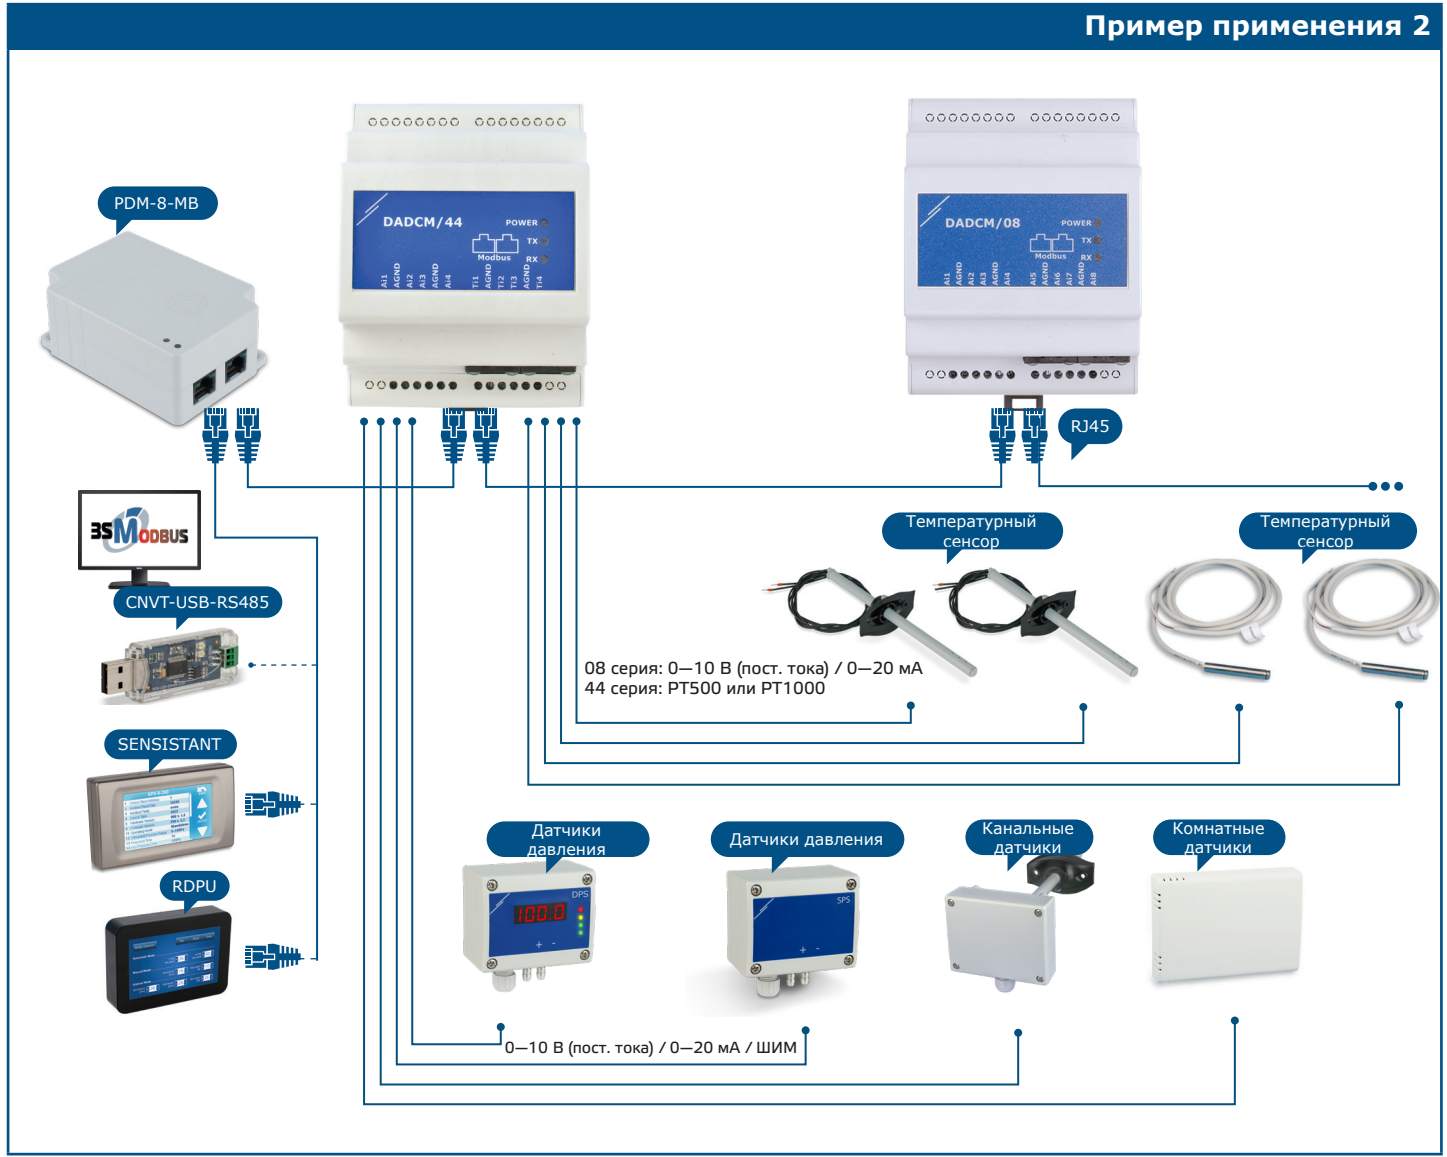 Пример применения 2
PDM-8-MB
DADCM/44
POWER
TX
RX
Modbus
Ai1
AGND
Ai2
Ai3
AGND
Ai4
Ti1
AGND
Ti2
Ti3
AGND
Ti4
DADCM/08
POWER
TX
RX
Modbus
Ai1
AGND
Ai2
Ai3
AGND
Ai4
Ai5
AGND
Ai6
Ai7
AGND
Ai8
RJ45
3SMODBUS
Температурный
сенсор
Температурный
сенсор
CNVT-USB-RS485
08 серия: 0—10 В (пост. тока) / 0—20 мА
44 серия: PT500 или PT1000
SENSISTANT
RDPU
Датчики
давления
Датчики давления
Канальные
датчики
Комнатные
датчики
DPS
100.0
+ -
SPS
+ -
0—10 В (пост. тока) / 0—20 мА / ШИМ